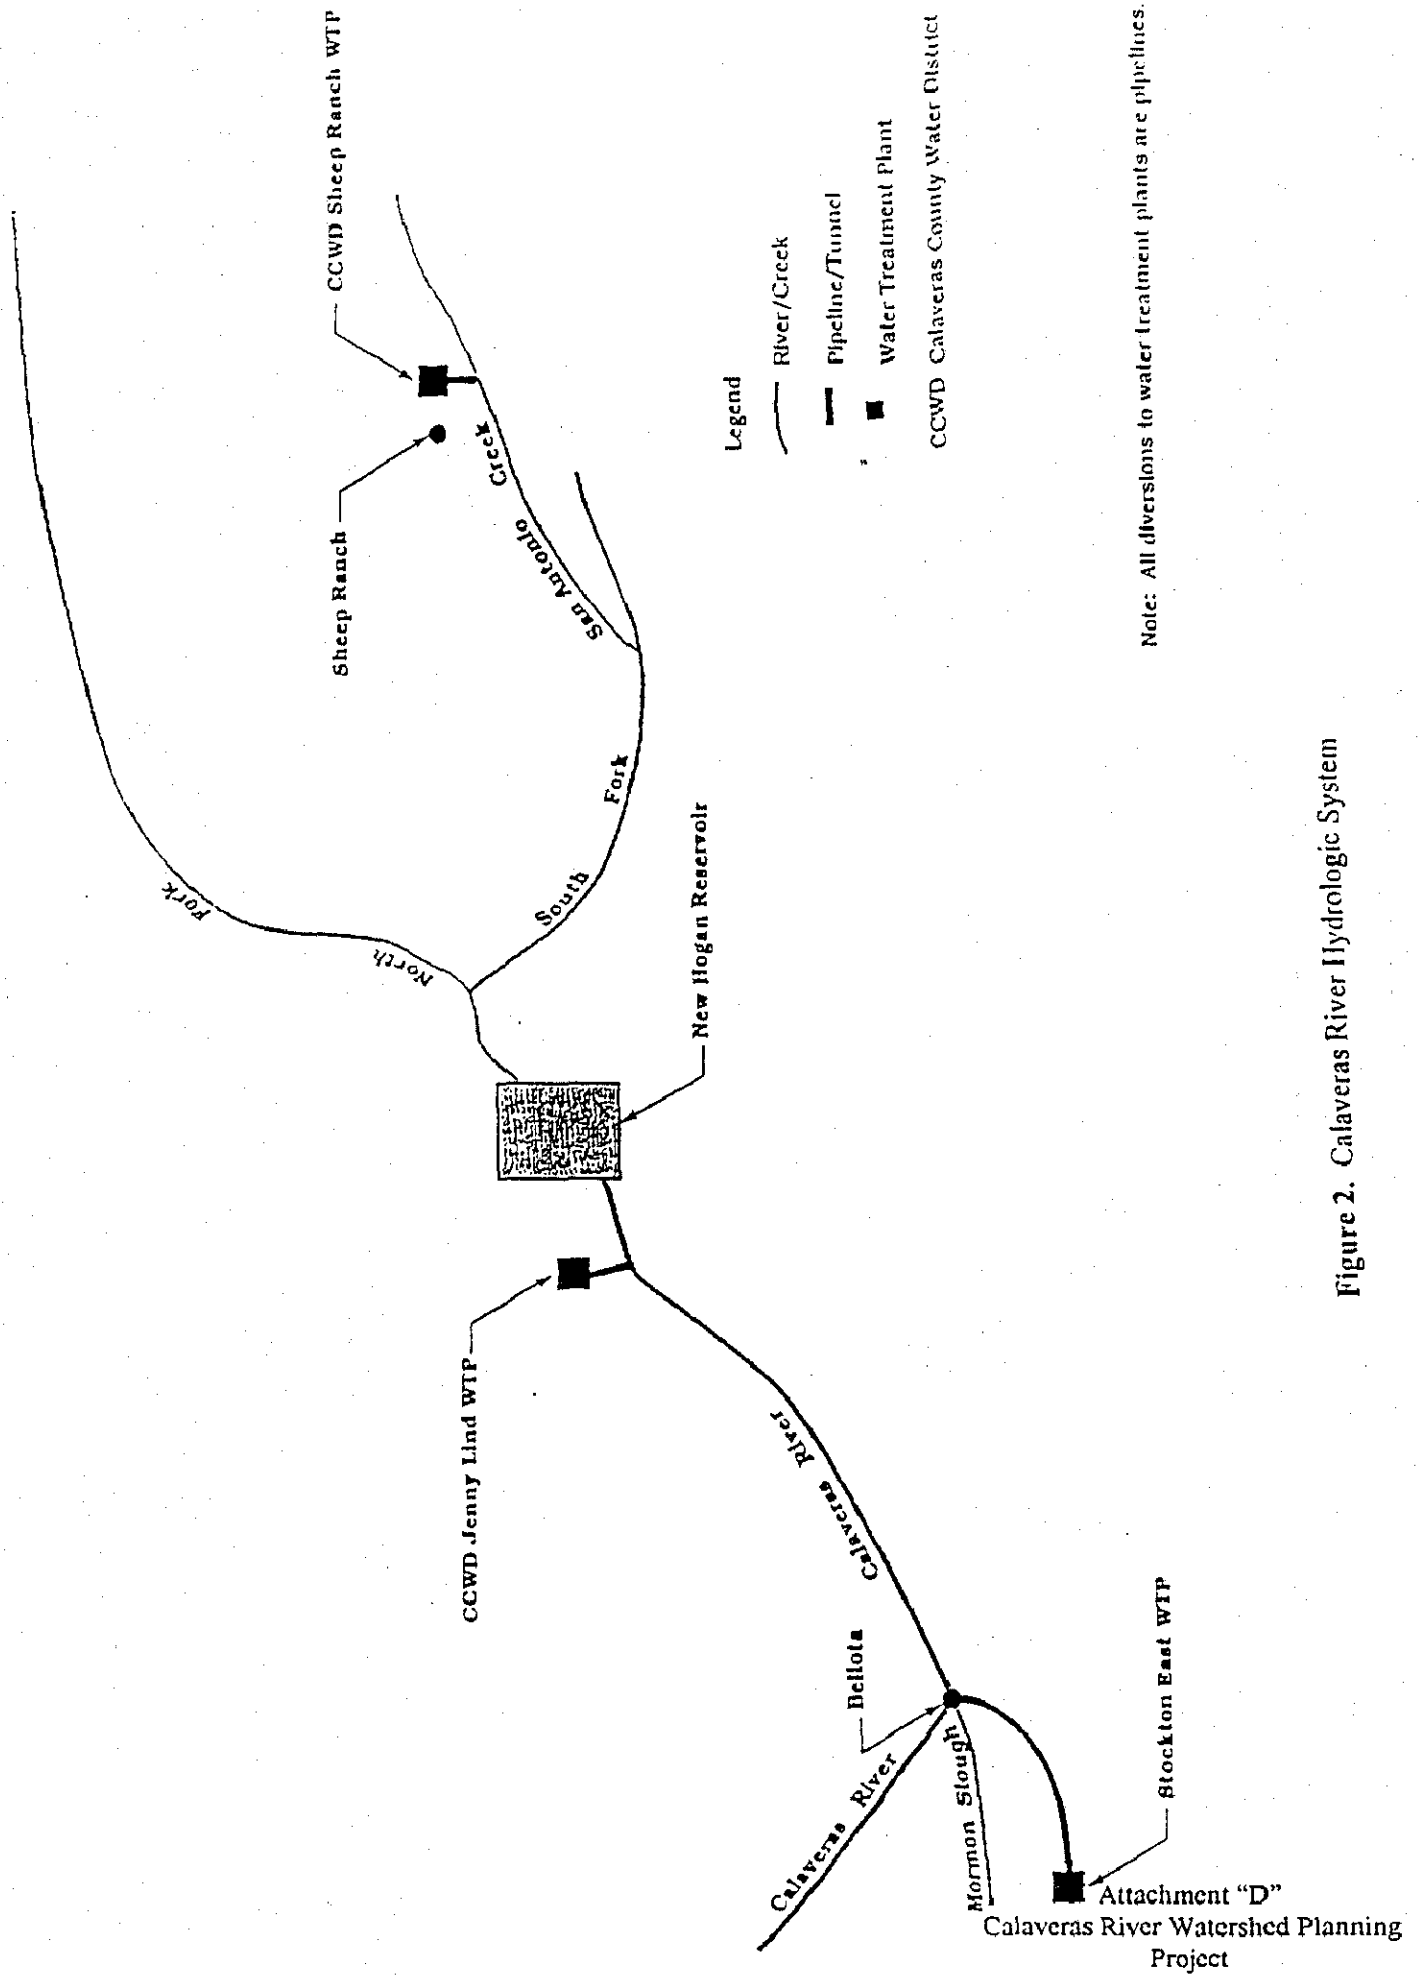 CCWD Sheep Ranch WTP
Sheep Ranch
Creek
San Antonio
Fork
North
South
Fork
New Hogan Reservoir
CCWD Jenny Lind WTP
Calaveras River
Bellota
Calaveras River
Mormon Slough
Stockton East WTP
Legend
River/Creek
Pipeline/Tunnel
Water Treatment Plant
CCWD Calaveras County Water District
Note: All diversions to water treatment plants are pipelines.
Figure 2. Calaveras River Hydrologic System
Attachment “D”
Calaveras River Watershed Planning
Project